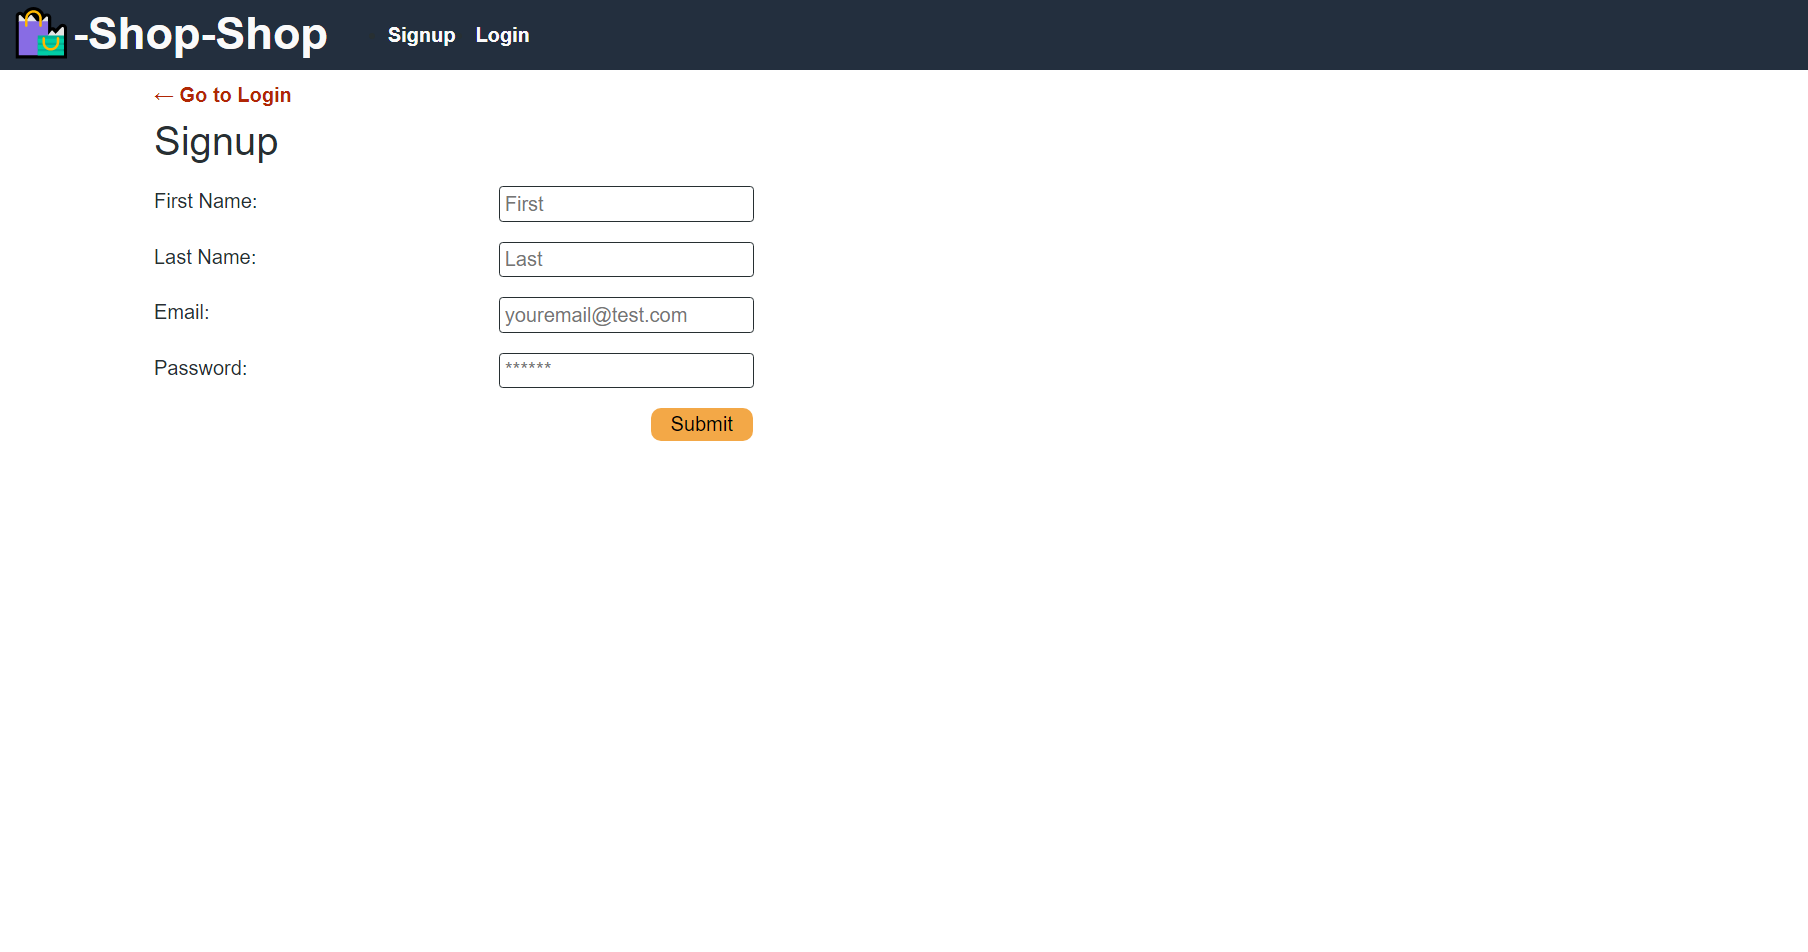 -Shop-Shop Signup Login
← Go to Login
Signup
First Name: First
Last Name: Last
Email: youremail@test.com
Password: ******
Submit